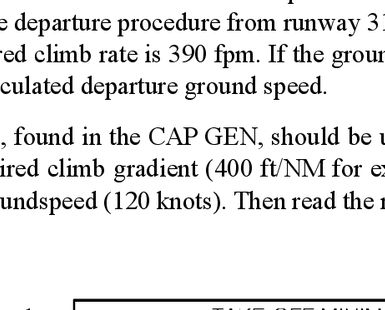 e departure procedure from runway 31
red climb rate is 390 fpm. If the groun
culated departure ground speed.
, found in the CAP GEN, should be u
ired climb gradient (400 ft/NM for ex
undspeed (120 knots). Then read the r